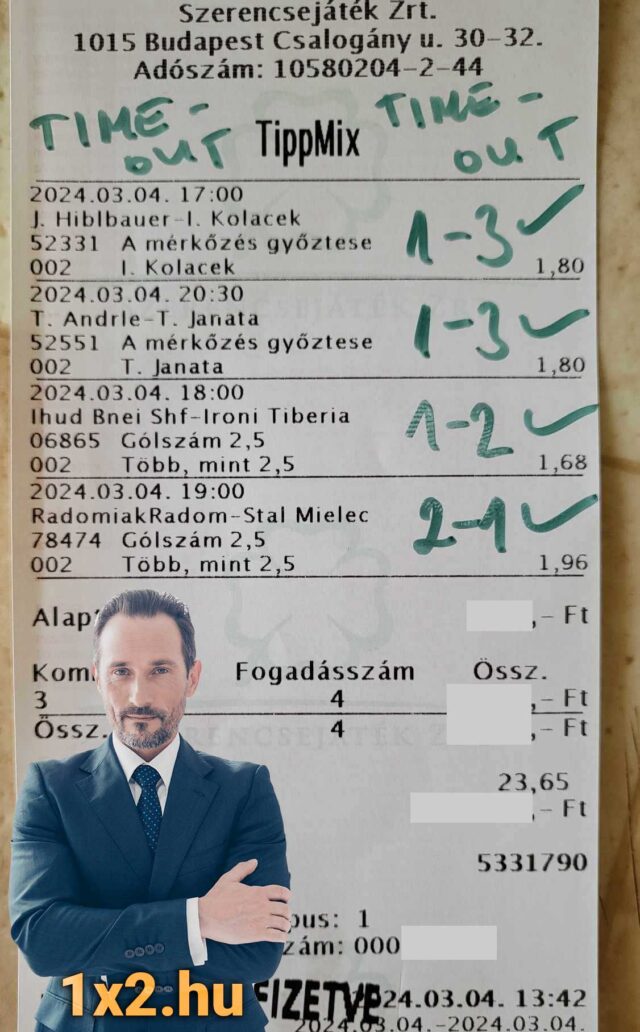 Szerencsejáték Zrt.
1015 Budapest Csalogány u. 30-32.
Adószám: 10580204-2-44
TIME-OUT TippMix TIME-OUT
2024.03.04. 17:00
J. Hiblbauer-I. Kolacek
52331 A mérkőzés győztese 1-3
002 I. Kolacek 1,80
2024.03.04. 20:30
T. Andrle-T. Janata
52551 A mérkőzés győztese 1-3
002 T. Janata 1,80
2024.03.04. 18:00
Ihud Bnei Shf-Ironi Tiberia
06865 Gólszám 2,5 1-2
002 Több, mint 2,5 1,68
2024.03.04. 19:00
RadomiakRadom-Stal Mielec
78474 Gólszám 2,5 2-1
002 Több, mint 2,5 1,96
,- Ft
Fogadásszám Össz.
3 4 ,- Ft
Össz. 4 ,- Ft
23,65
,- Ft
5331790
: 1
: 000
1x2.hu FIZETVE 24.03.04. 13:42
-2024.03.04.